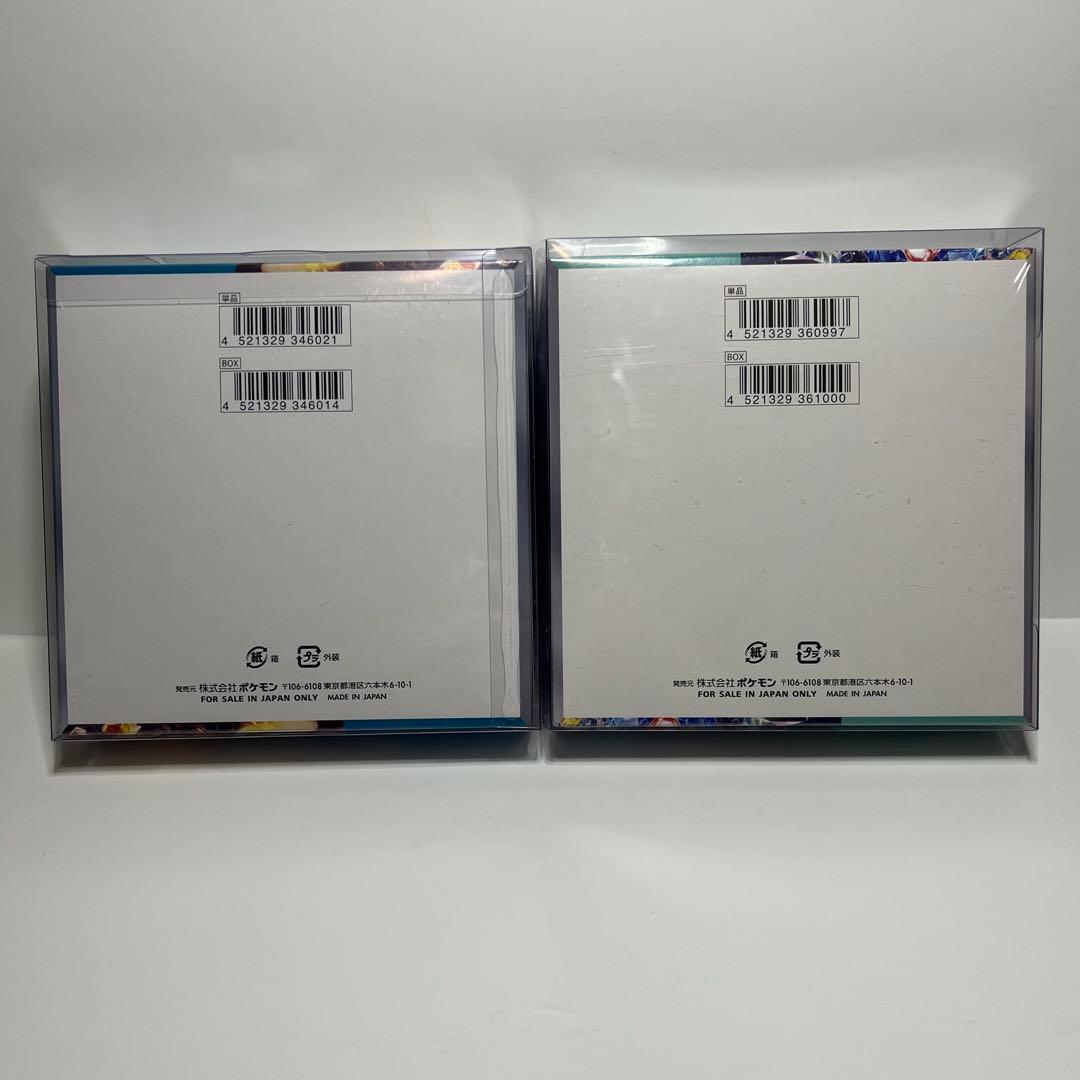 単品
4 521329 346021
BOX
4 521329 346014
紙 箱 プラ 外装
発売元 株式会社 ポケモン 〒106-6108 東京都港区六本木6-10-1
FOR SALE IN JAPAN ONLY MADE IN JAPAN
単品
4 521329 360997
BOX
4 521329 361000
紙 箱 プラ 外装
発売元 株式会社 ポケモン 〒106-6108 東京都港区六本木6-10-1
FOR SALE IN JAPAN ONLY MADE IN JAPAN